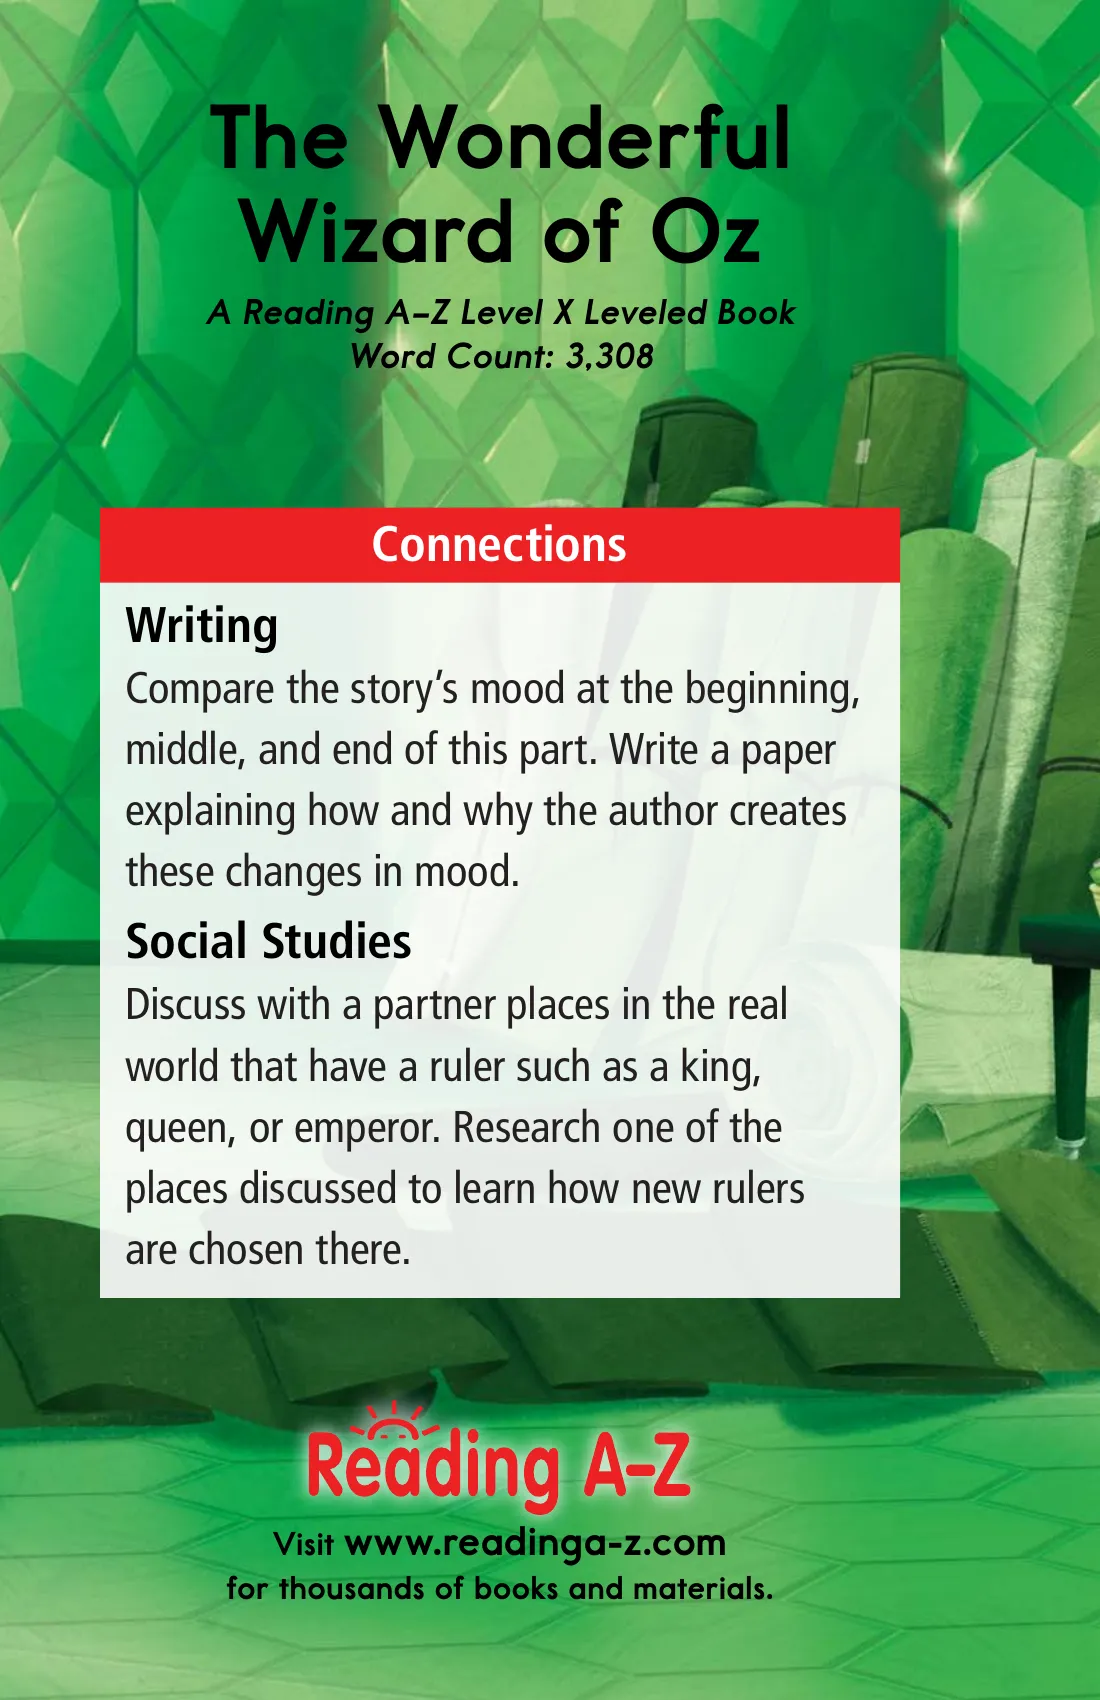 The Wonderful
Wizard of Oz
A Reading A–Z Level X Leveled Book
Word Count: 3,308
Connections
Writing
Compare the story’s mood at the beginning,
middle, and end of this part. Write a paper
explaining how and why the author creates
these changes in mood.
Social Studies
Discuss with a partner places in the real
world that have a ruler such as a king,
queen, or emperor. Research one of the
places discussed to learn how new rulers
are chosen there.
Reading A–Z
Visit www.readinga-z.com
for thousands of books and materials.